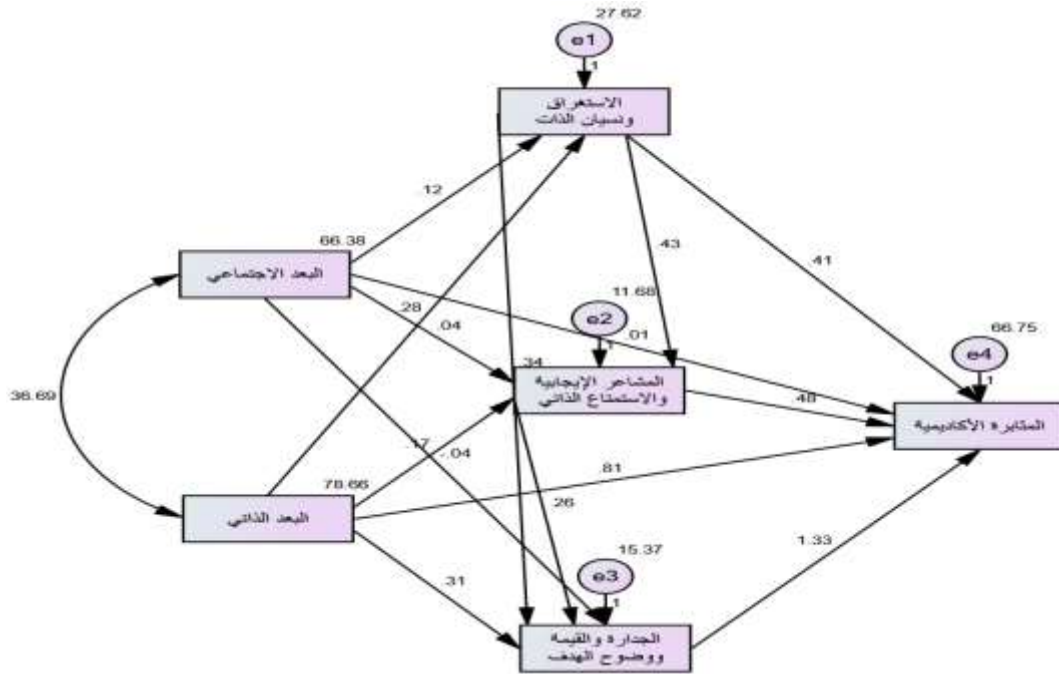 27.62
e1
1
الاستغراق
ونسيان الذات
.12
66.38
البعد الاجتماعي
.43
.41
.28
.04
11.68
e2
1
.01
66.75
e4
1
.34
المشاعر الإيجابية
والاستمتاع الذاتي
.48
المثابرة الأكاديمية
36.69
.17
-.04
.81
78.66
البعد الذاتي
.26
1.33
.31
15.37
e3
1
الجدارة والقيمة
ووضوح الهدف